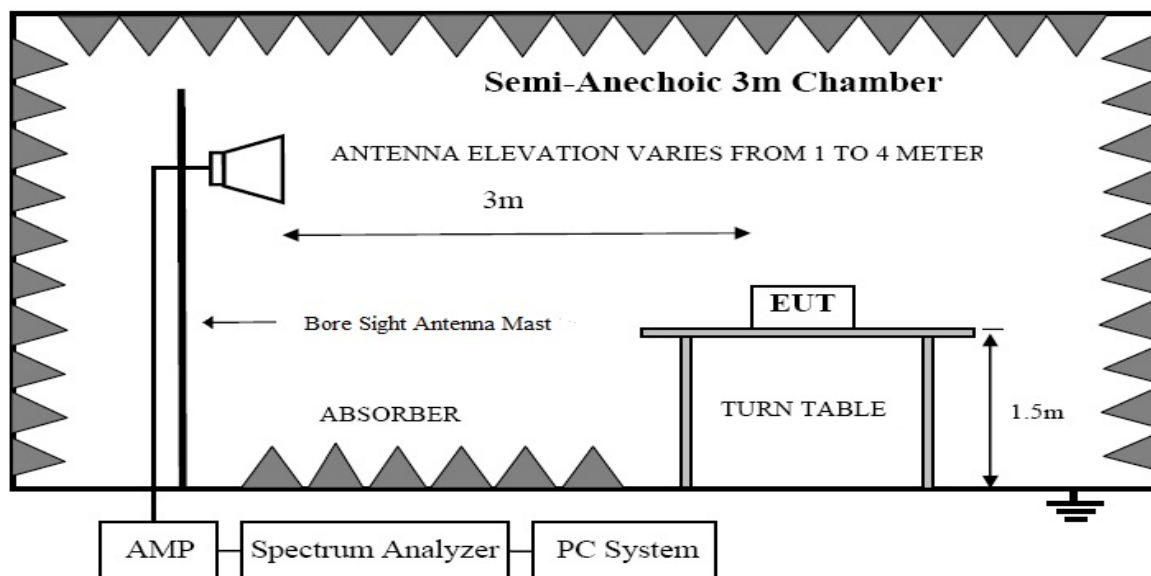 Semi-Anechoic 3m Chamber
ANTENNA ELEVATION VARIES FROM 1 TO 4 METER
3m
EUT
Bore Sight Antenna Mast
ABSORBER
TURN TABLE
1.5m
AMP
Spectrum Analyzer
PC System